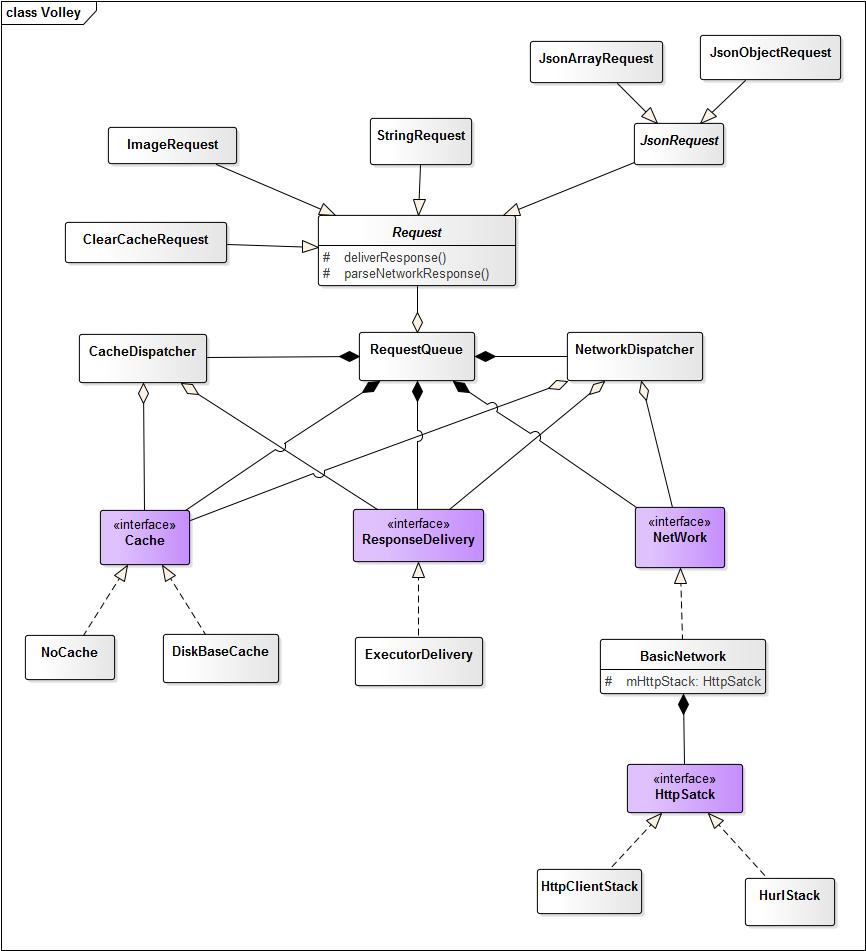 class Volley
JsonArrayRequest
JsonObjectRequest
ImageRequest
StringRequest
JsonRequest
ClearCacheRequest
Request
# deliverResponse()
# parseNetworkResponse()
CacheDispatcher
RequestQueue
NetworkDispatcher
«interface»
Cache
«interface»
ResponseDelivery
«interface»
NetWork
NoCache
DiskBaseCache
ExecutorDelivery
BasicNetwork
# mHttpStack: HttpSatck
«interface»
HttpSatck
HttpClientStack
HurlStack